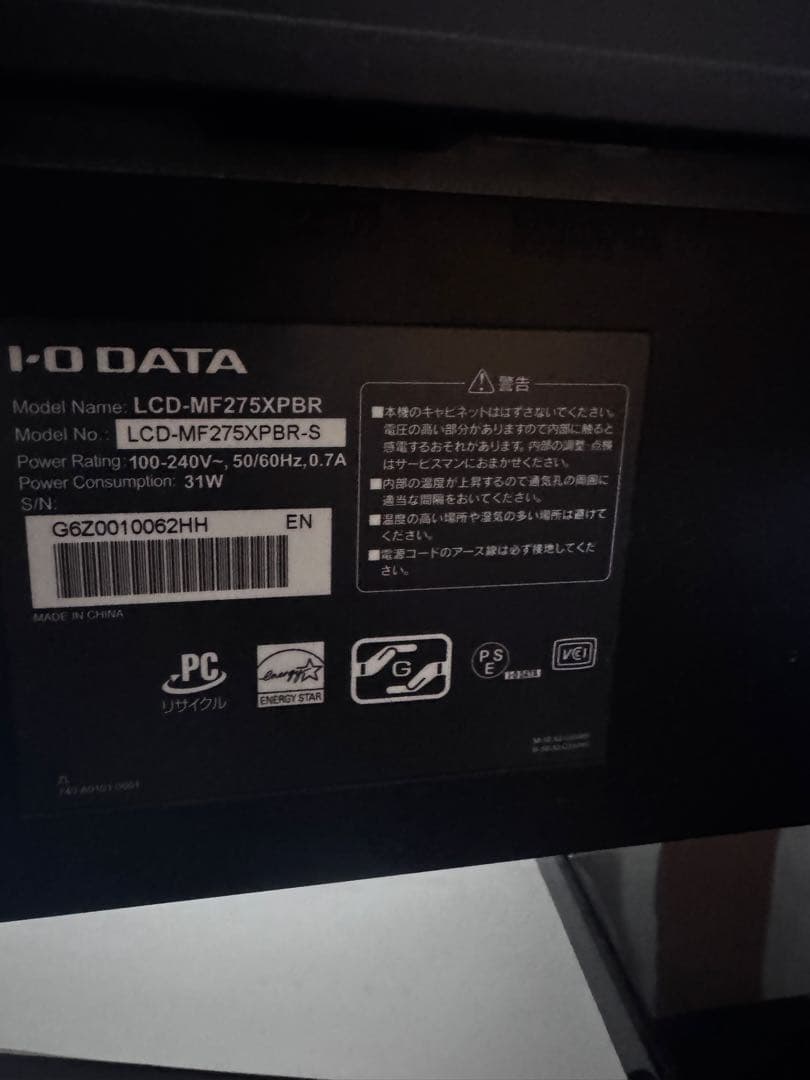 I-O DATA
Model Name: LCD-MF275XPBR
Model No.: LCD-MF275XPBR-S
Power Rating: 100-240V~, 50/60Hz, 0.7A
Power Consumption: 31W
S/N:
G6Z0010062HH EN
MADE IN CHINA
警告
■本機のキャビネットははずさないでください。
電圧の高い部分がありますので内部に触ると
感電するおそれがあります。内部の調整・点検
はサービスマンにおまかせください。
■内部の温度が上昇するので通気孔の周囲に
適当な間隔をおいてください。
■温度の高い場所や湿気の多い場所は避けて
ください。
■電源コードのアース線は必ず接地してくだ
さい。
PC
リサイクル
energy
ENERGY STAR
G
PS
E
I-O DATA
VCI